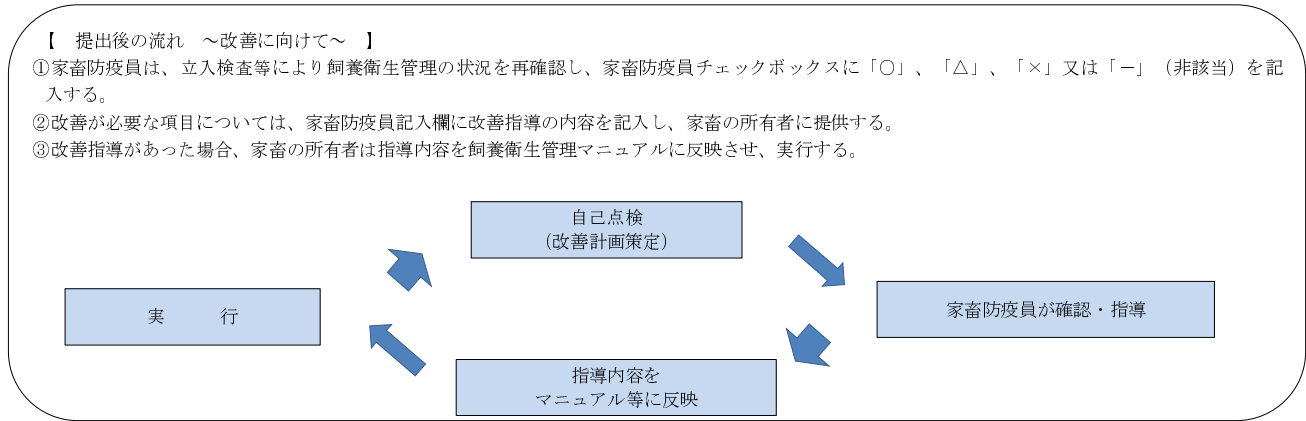 【　提出後の流れ　～改善に向けて～　】
①家畜防疫員は、立入検査等により飼養衛生管理の状況を再確認し、家畜防疫員チェックボックスに「○」、「△」、「×」又は「－」（非該当）を記
入する。
②改善が必要な項目については、家畜防疫員記入欄に改善指導の内容を記入し、家畜の所有者に提供する。
③改善指導があった場合、家畜の所有者は指導内容を飼養衛生管理マニュアルに反映させ、実行する。
自己点検
（改善計画策定）
家畜防疫員が確認・指導
指導内容を
マニュアル等に反映
実　　　行